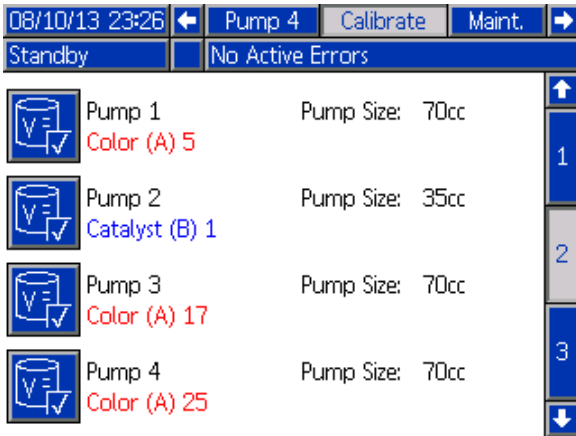 08/10/13 23:26 Pump 4 Calibrate Maint.
Standby No Active Errors
Pump 1 Pump Size: 70cc
Color (A) 5
1
Pump 2 Pump Size: 35cc
Catalyst (B) 1
2
Pump 3 Pump Size: 70cc
Color (A) 17
3
Pump 4 Pump Size: 70cc
Color (A) 25